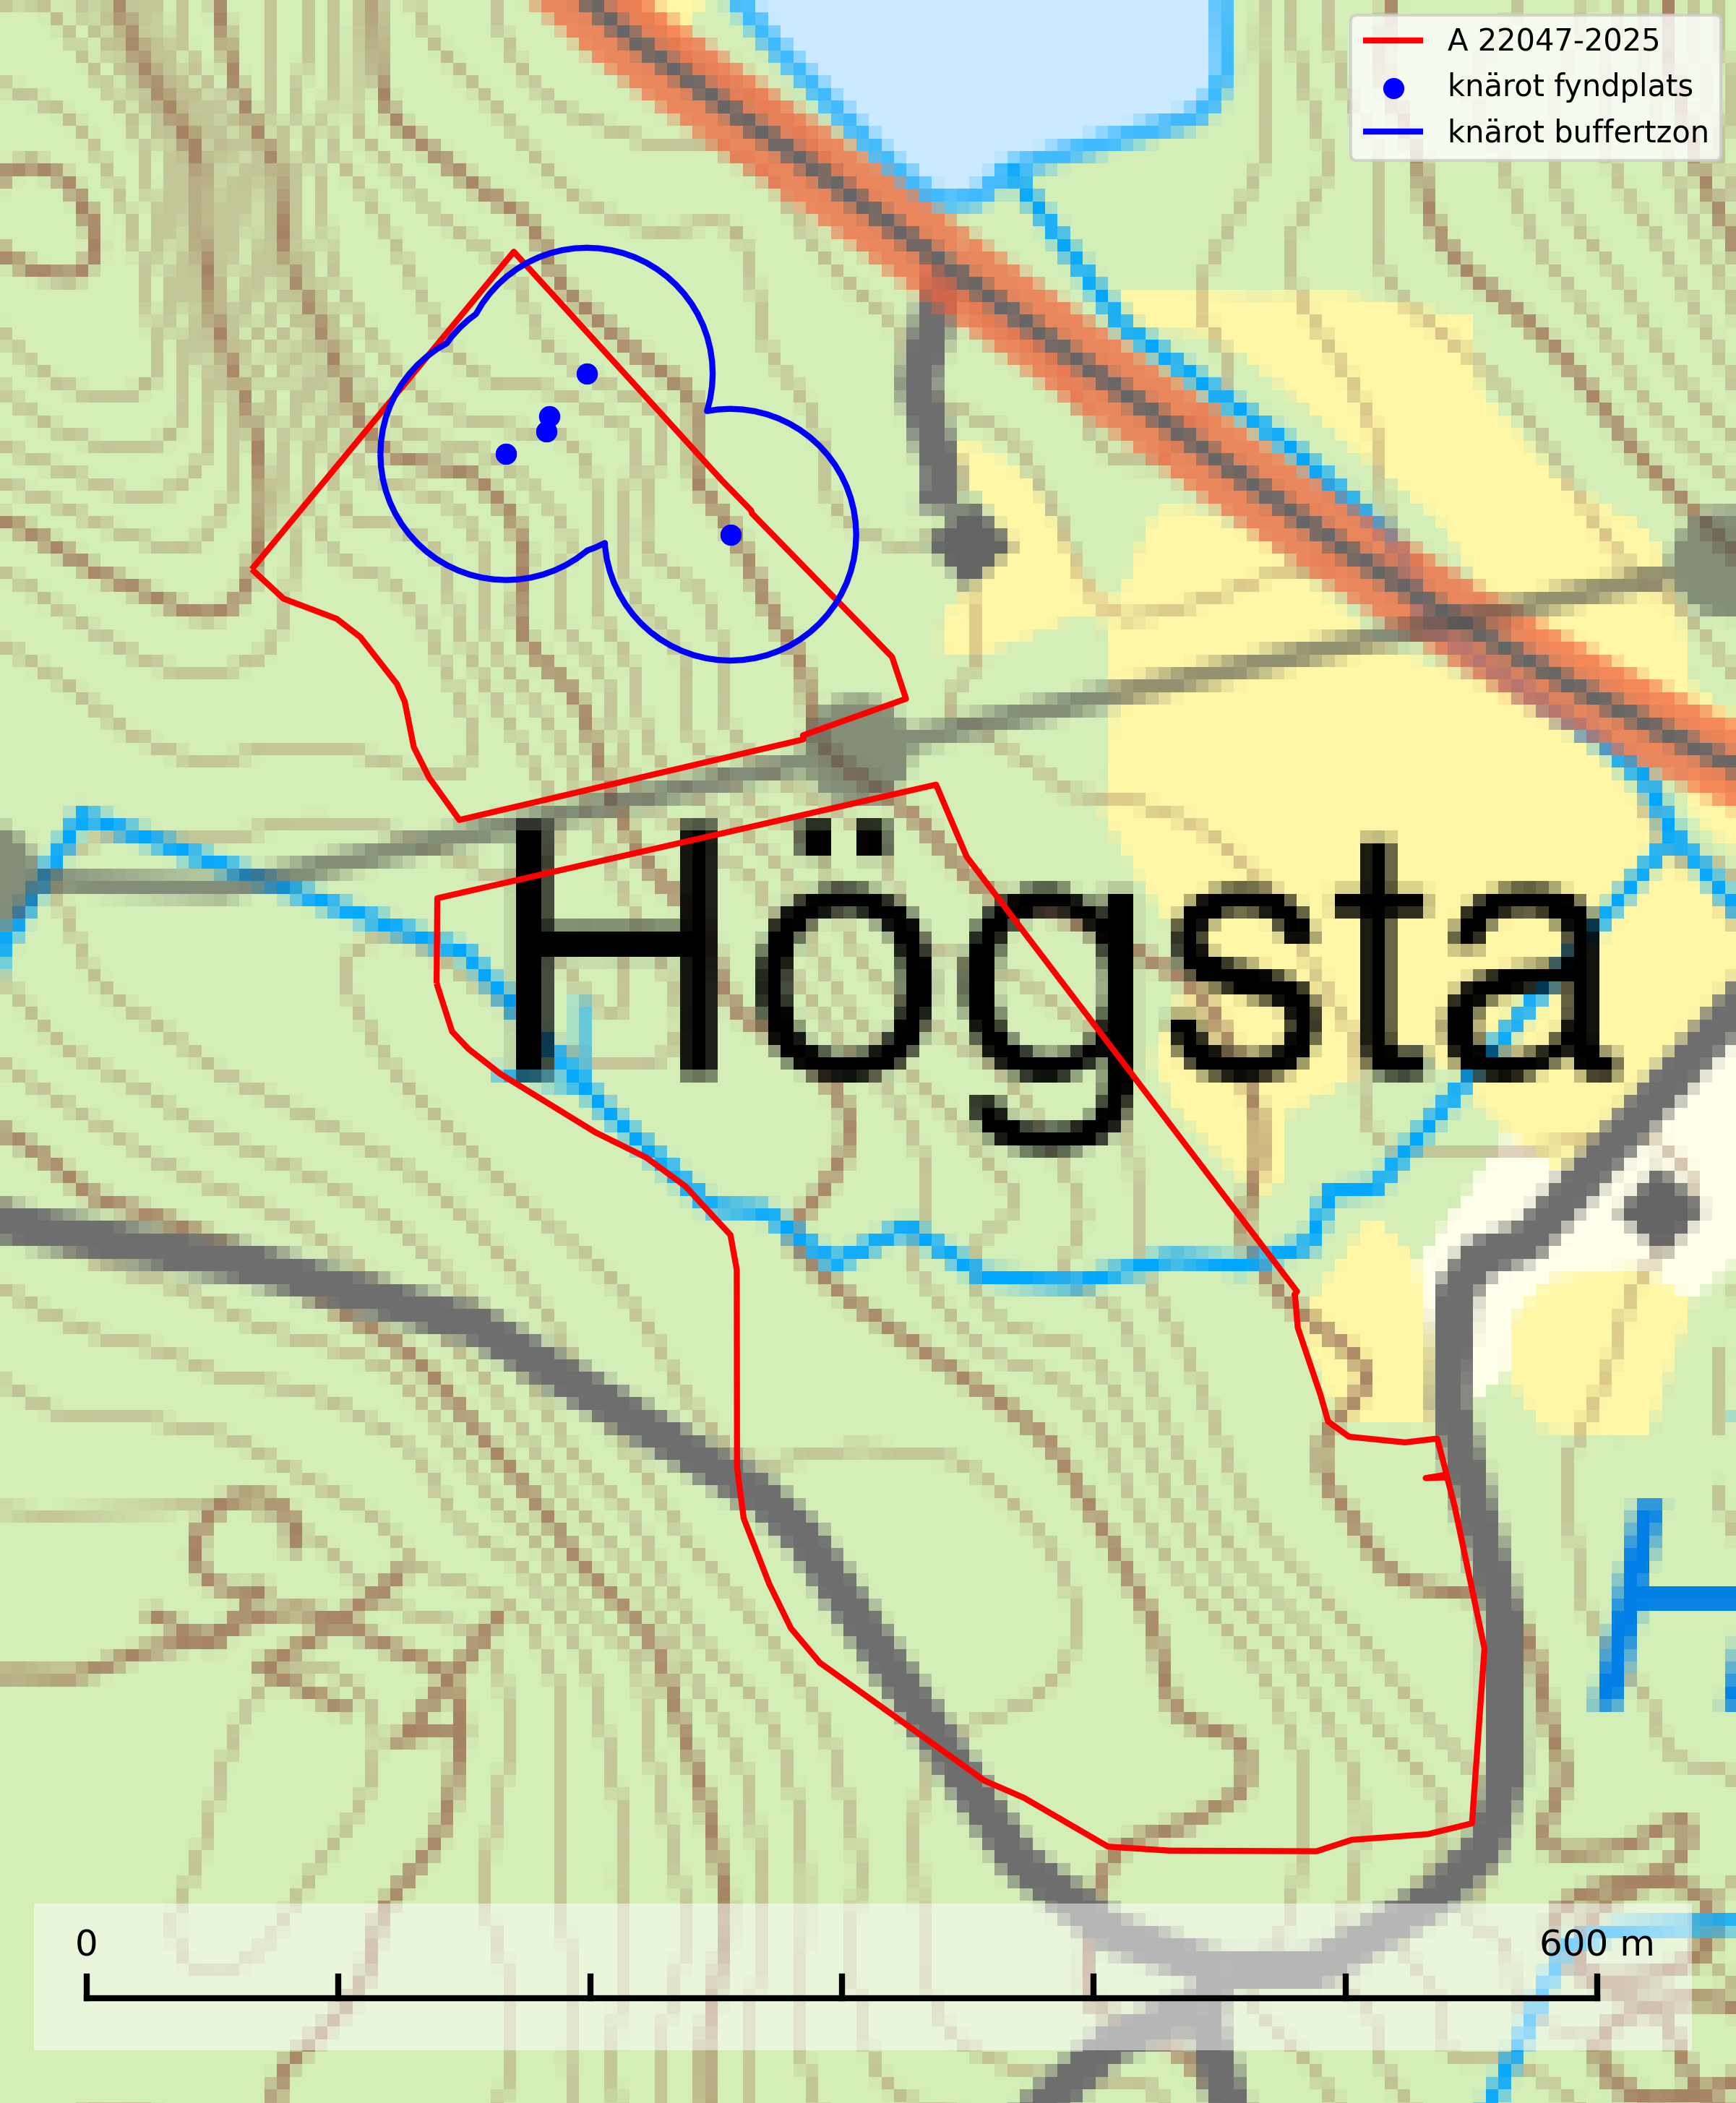 A 22047-2025
knärot fyndplats
knärot buffertzon
Högsta
0
600 m